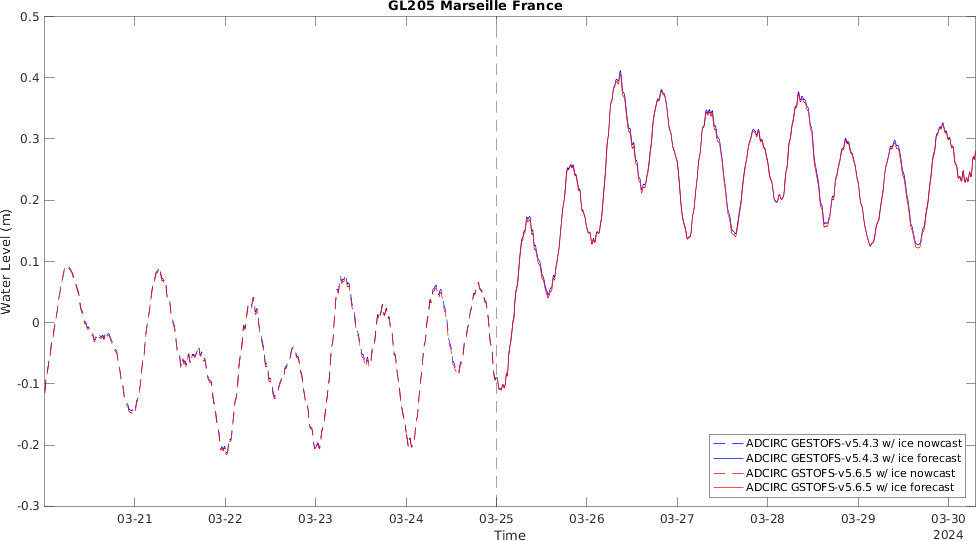 GL205 Marseille France
0.5
0.4
0.3
0.2
0.1
0
-0.1
-0.2
-0.3
Water Level (m)
ADCIRC GESTOFS-v5.4.3 w/ ice nowcast
ADCIRC GESTOFS-v5.4.3 w/ ice forecast
ADCIRC GSTOFS-v5.6.5 w/ ice nowcast
ADCIRC GSTOFS-v5.6.5 w/ ice forecast
03-21 03-22 03-23 03-24 03-25 03-26 03-27 03-28 03-29 03-30
Time 2024